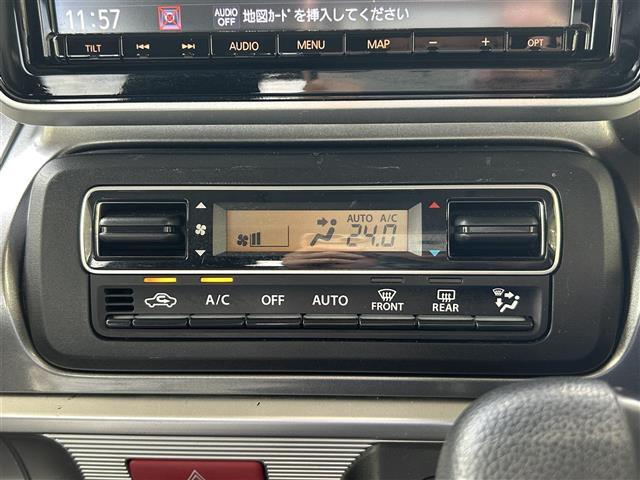 11:57 AUDIO OFF 地図ｶｰﾄﾞを挿入してください
TILT AUDIO MENU MAP − + OPT
AUTO A/C
24.0
A/C OFF AUTO FRONT REAR